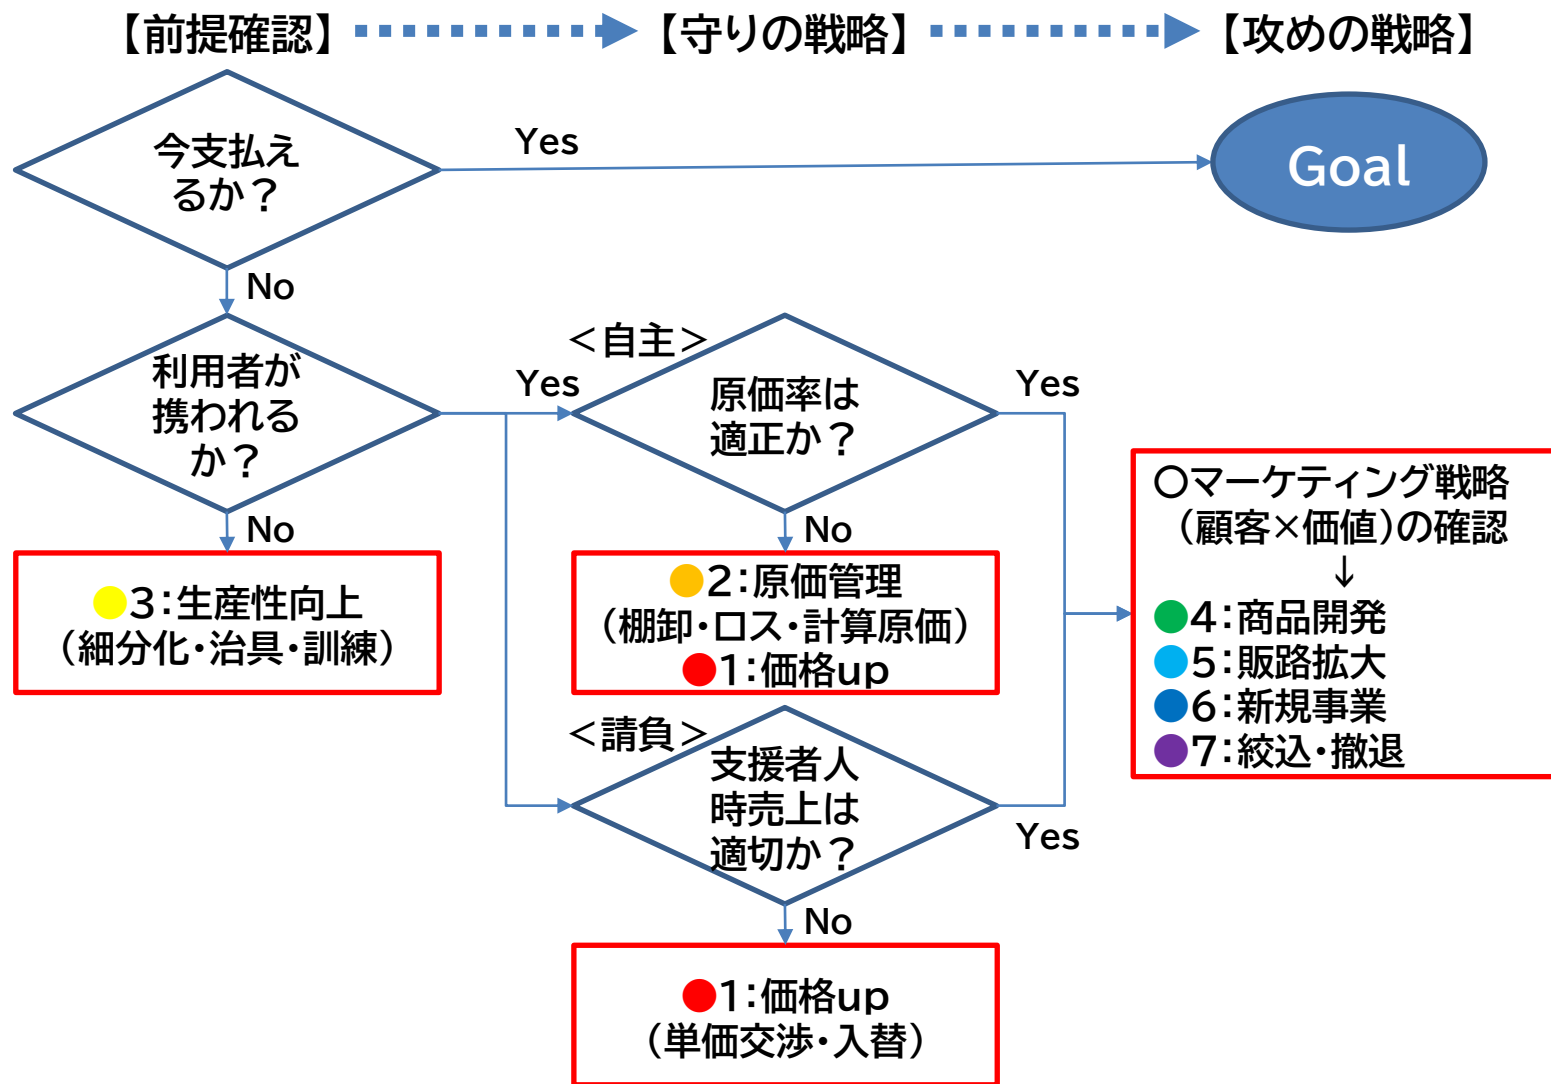 【前提確認】
【守りの戦略】
【攻めの戦略】
今支払え
るか？
Yes
Goal
No
利用者が
携われる
か？
Yes
＜自主＞
原価率は
適正か？
Yes
No
●3：生産性向上
（細分化・治具・訓練）
No
●2：原価管理
（棚卸・ロス・計算原価）
●1：価格up
＜請負＞
支援者人
時売上は
適切か？
Yes
No
●1：価格up
（単価交渉・入替）
〇マーケティング戦略
（顧客×価値）の確認
↓
●4：商品開発
●5：販路拡大
●6：新規事業
●7：絞込・撤退